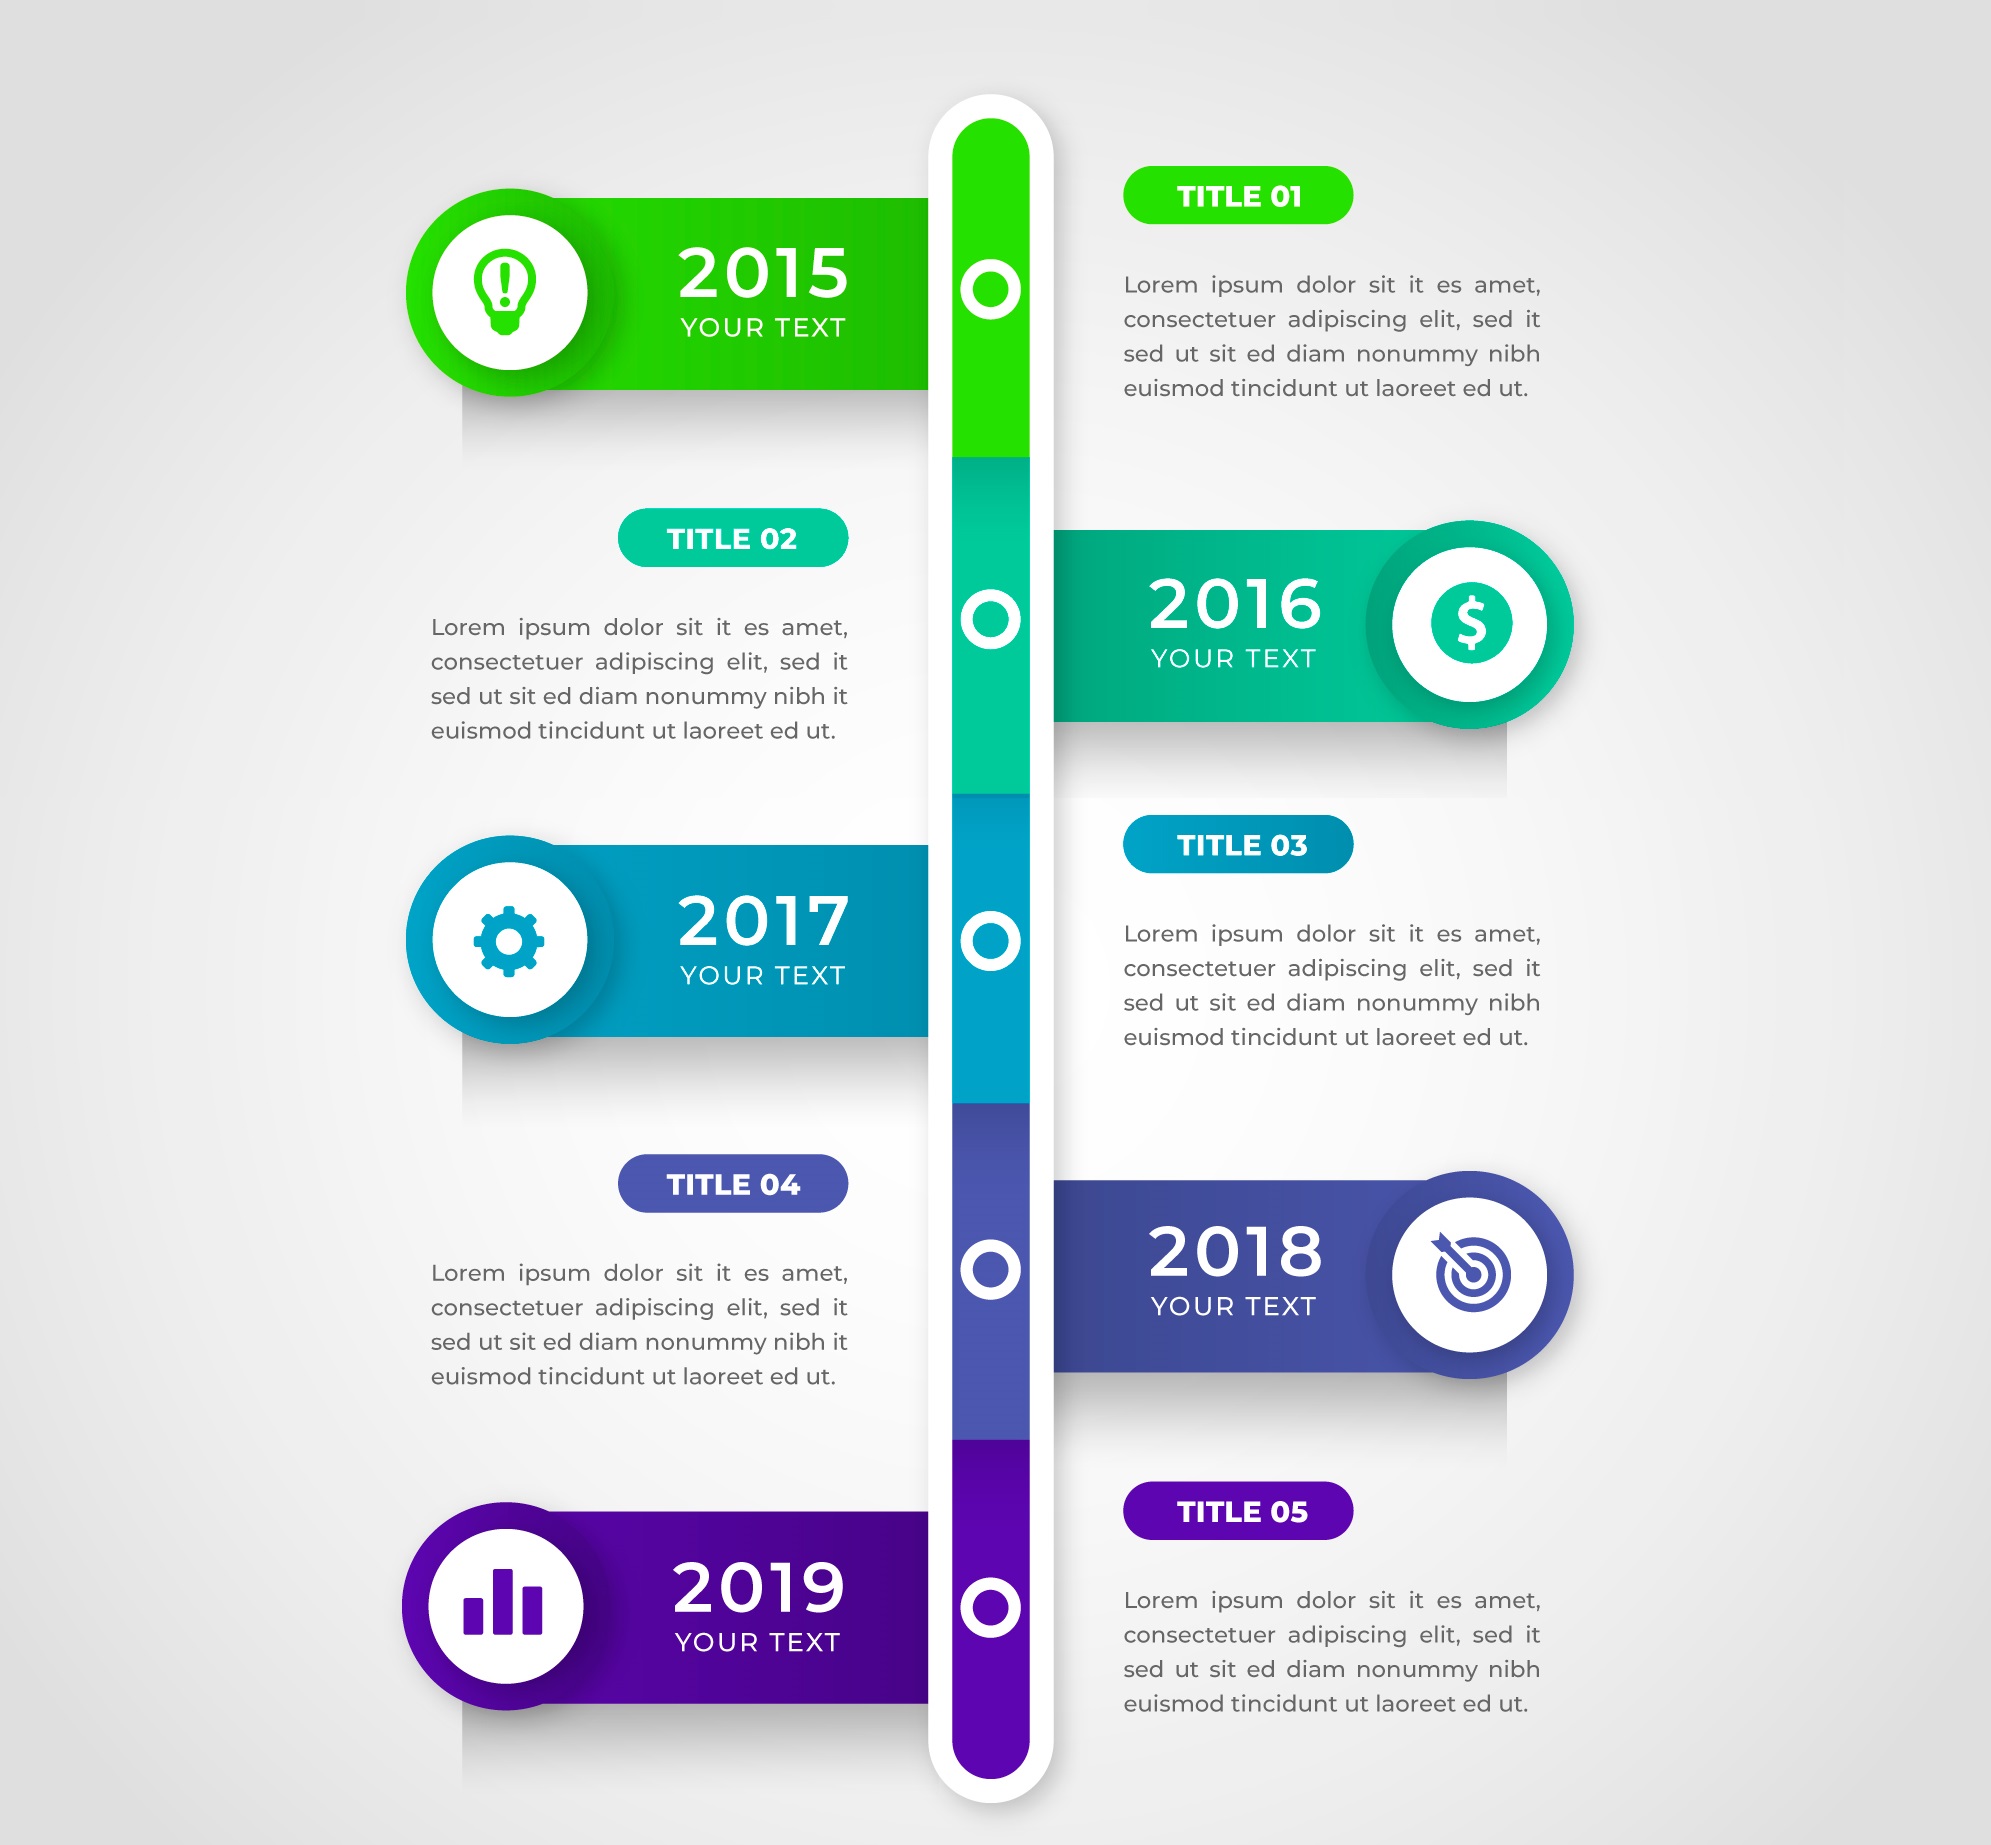 2015
YOUR TEXT
TITLE 01
Lorem ipsum dolor sit it es amet,
consectetuer adipiscing elit, sed it
sed ut sit ed diam nonummy nibh
euismod tincidunt ut laoreet ed ut.
TITLE 02
Lorem ipsum dolor sit it es amet,
consectetuer adipiscing elit, sed it
sed ut sit ed diam nonummy nibh it
euismod tincidunt ut laoreet ed ut.
2016
YOUR TEXT
$
2017
YOUR TEXT
TITLE 03
Lorem ipsum dolor sit it es amet,
consectetuer adipiscing elit, sed it
sed ut sit ed diam nonummy nibh
euismod tincidunt ut laoreet ed ut.
TITLE 04
Lorem ipsum dolor sit it es amet,
consectetuer adipiscing elit, sed it
sed ut sit ed diam nonummy nibh it
euismod tincidunt ut laoreet ed ut.
2018
YOUR TEXT
2019
YOUR TEXT
TITLE 05
Lorem ipsum dolor sit it es amet,
consectetuer adipiscing elit, sed it
sed ut sit ed diam nonummy nibh
euismod tincidunt ut laoreet ed ut.